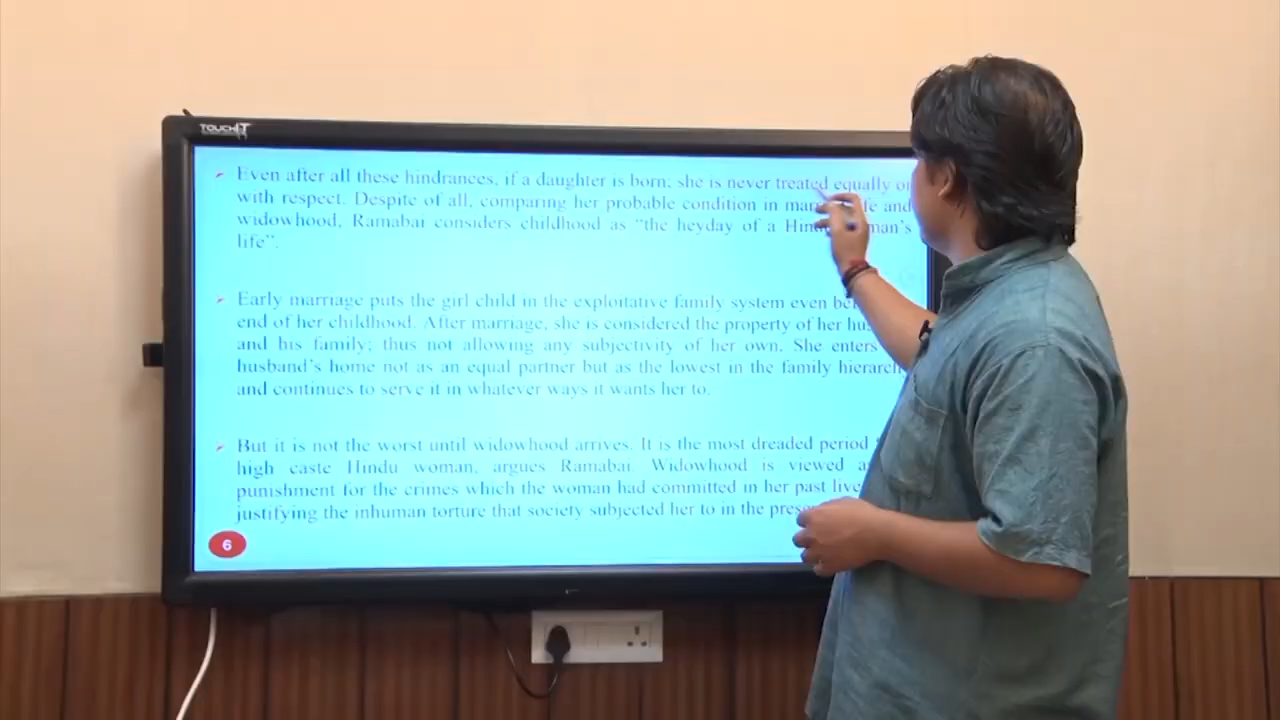 TOUCHIT
Even after all these hindrances, if a daughter is born; she is never treated equally or
with respect. Despite of all, comparing her probable condition in and
widowhood, Ramabai considers childhood as “the heyday of a
life”.
Early marriage puts the girl child in the exploitative family system even
end of her childhood. After marriage, she is considered the property of her
and his family; thus not allowing any subjectivity of her own. She enters
husband’s home not as an equal partner but as the lowest in the family
and continues to serve it in whatever ways it wants her to.
But it is not the worst until widowhood arrives. It is the most dreaded period
high caste Hindu woman, argues Ramabai. Widowhood is viewed
punishment for the crimes which the woman had committed in her past
justifying the inhuman torture that society subjected her to in the
6